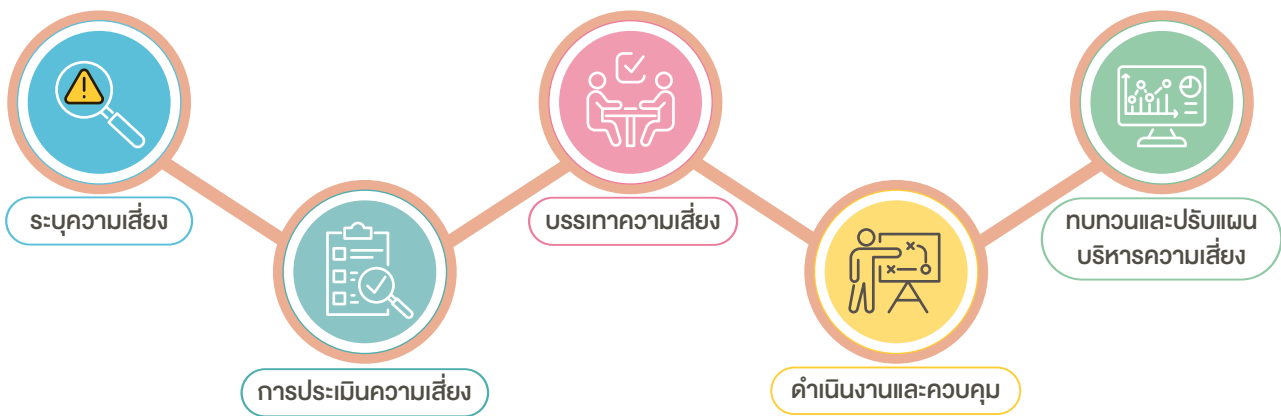 ระบุความเสี่ยง
การประเมินความเสี่ยง
บรรเทาความเสี่ยง
ดำเนินงานและควบคุม
ทบทวนและปรับแผน
บริหารความเสี่ยง